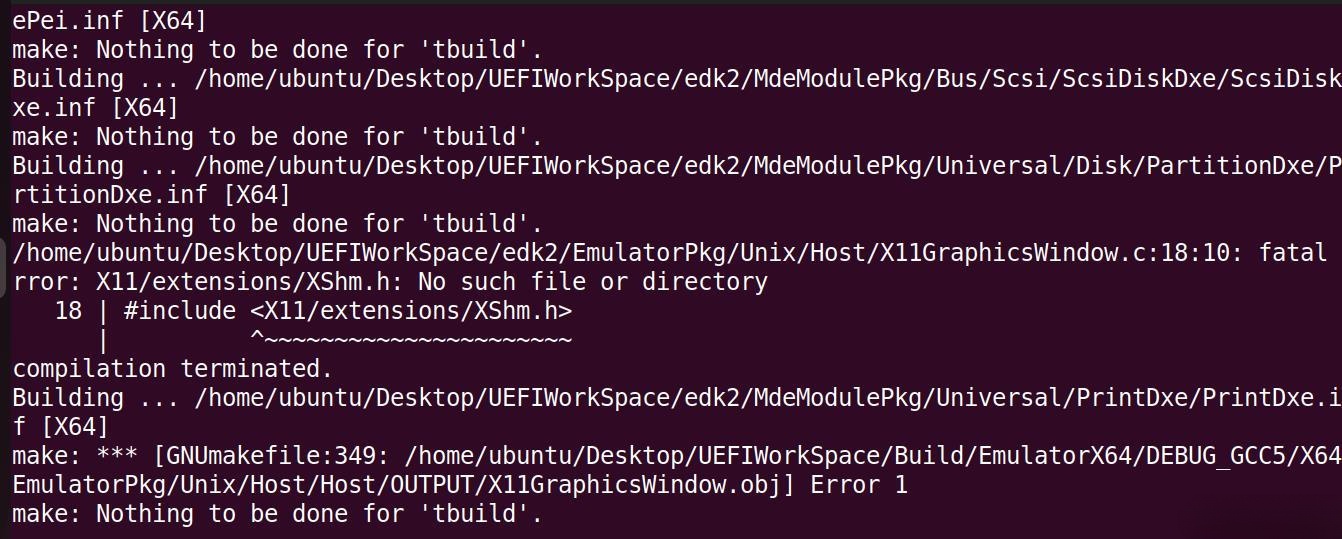 ePei.inf [X64]
make: Nothing to be done for 'tbuild'.
Building ... /home/ubuntu/Desktop/UEFIWorkSpace/edk2/MdeModulePkg/Bus/Scsi/ScsiDiskDxe/ScsiDisk
xe.inf [X64]
make: Nothing to be done for 'tbuild'.
Building ... /home/ubuntu/Desktop/UEFIWorkSpace/edk2/MdeModulePkg/Universal/Disk/PartitionDxe/P
rtitionDxe.inf [X64]
make: Nothing to be done for 'tbuild'.
/home/ubuntu/Desktop/UEFIWorkSpace/edk2/EmulatorPkg/Unix/Host/X11GraphicsWindow.c:18:10: fatal
rror: X11/extensions/XShm.h: No such file or directory
   18 | #include <X11/extensions/XShm.h>
      |          ^~~~~~~~~~~~~~~~~~~~~~~
compilation terminated.
Building ... /home/ubuntu/Desktop/UEFIWorkSpace/edk2/MdeModulePkg/Universal/PrintDxe/PrintDxe.i
f [X64]
make: *** [GNUmakefile:349: /home/ubuntu/Desktop/UEFIWorkSpace/Build/EmulatorX64/DEBUG_GCC5/X64
EmulatorPkg/Unix/Host/Host/OUTPUT/X11GraphicsWindow.obj] Error 1
make: Nothing to be done for 'tbuild'.